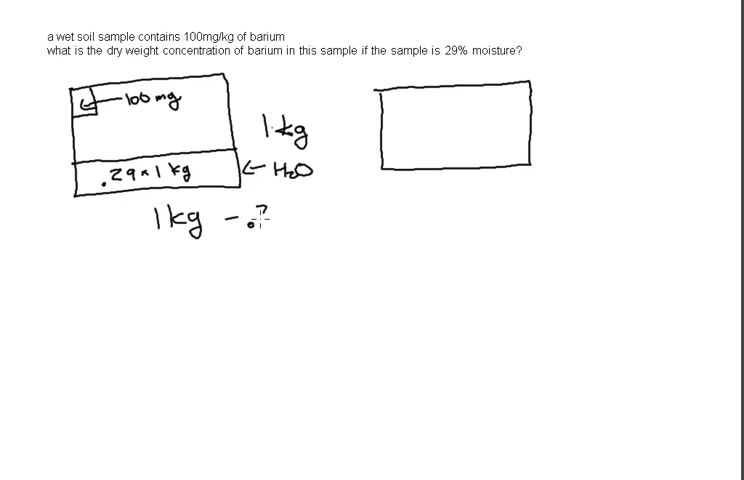 a wet soil sample contains 100mg/kg of barium
what is the dry weight concentration of barium in this sample if the sample is 29% moisture?
100 mg
1 kg
.29 x 1 kg ← H₂O
1 kg - .2